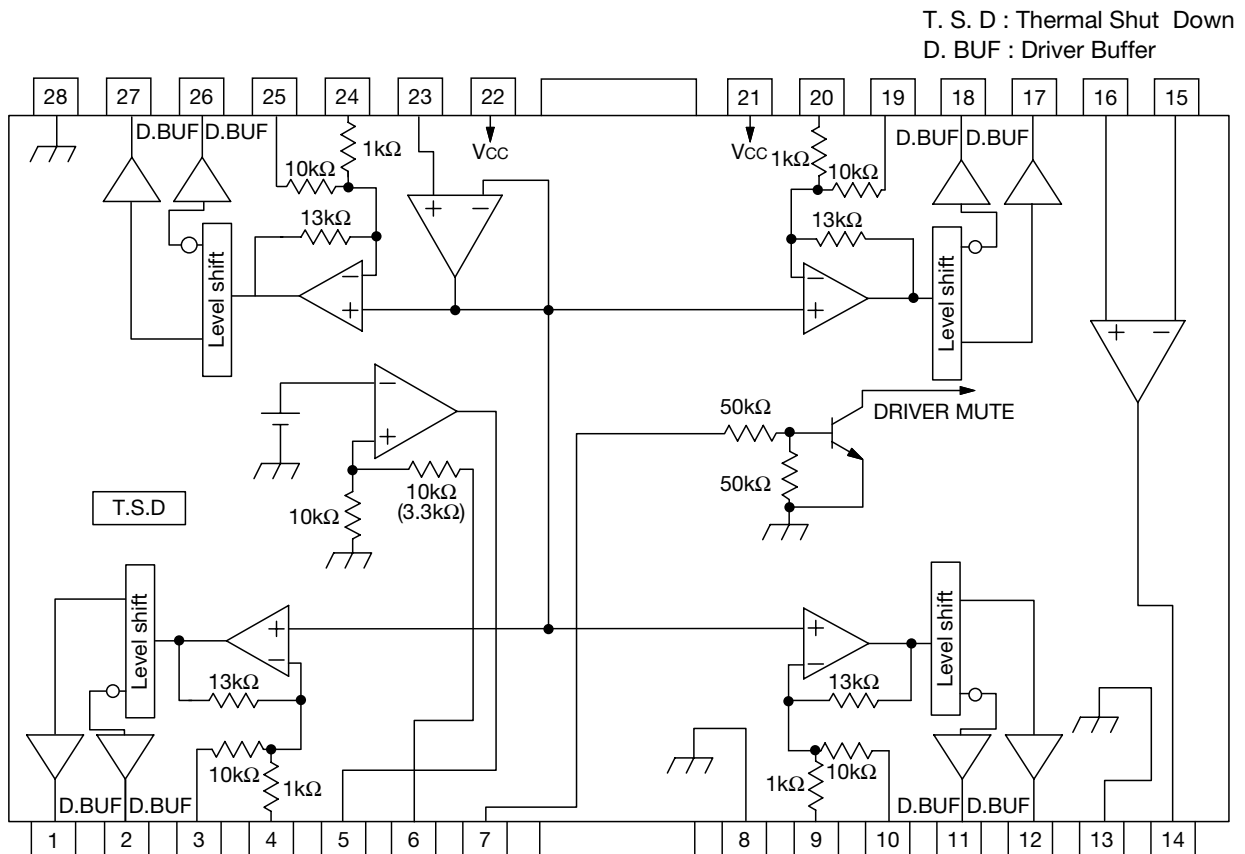 T. S. D : Thermal Shut Down
D. BUF : Driver Buffer
28 27 26 25 24 23 22 21 20 19 18 17 16 15
D.BUF D.BUF VCC VCC D.BUF D.BUF
1kΩ 1kΩ
10kΩ 10kΩ
13kΩ 13kΩ
+ − + −
Level shift − + − + Level shift
−
+
50kΩ DRIVER MUTE
10kΩ
(3.3kΩ)
10kΩ
50kΩ
T.S.D
Level shift + − + − Level shift
13kΩ 13kΩ
10kΩ 1kΩ 1kΩ 10kΩ
D.BUF D.BUF D.BUF D.BUF
1 2 3 4 5 6 7 8 9 10 11 12 13 14